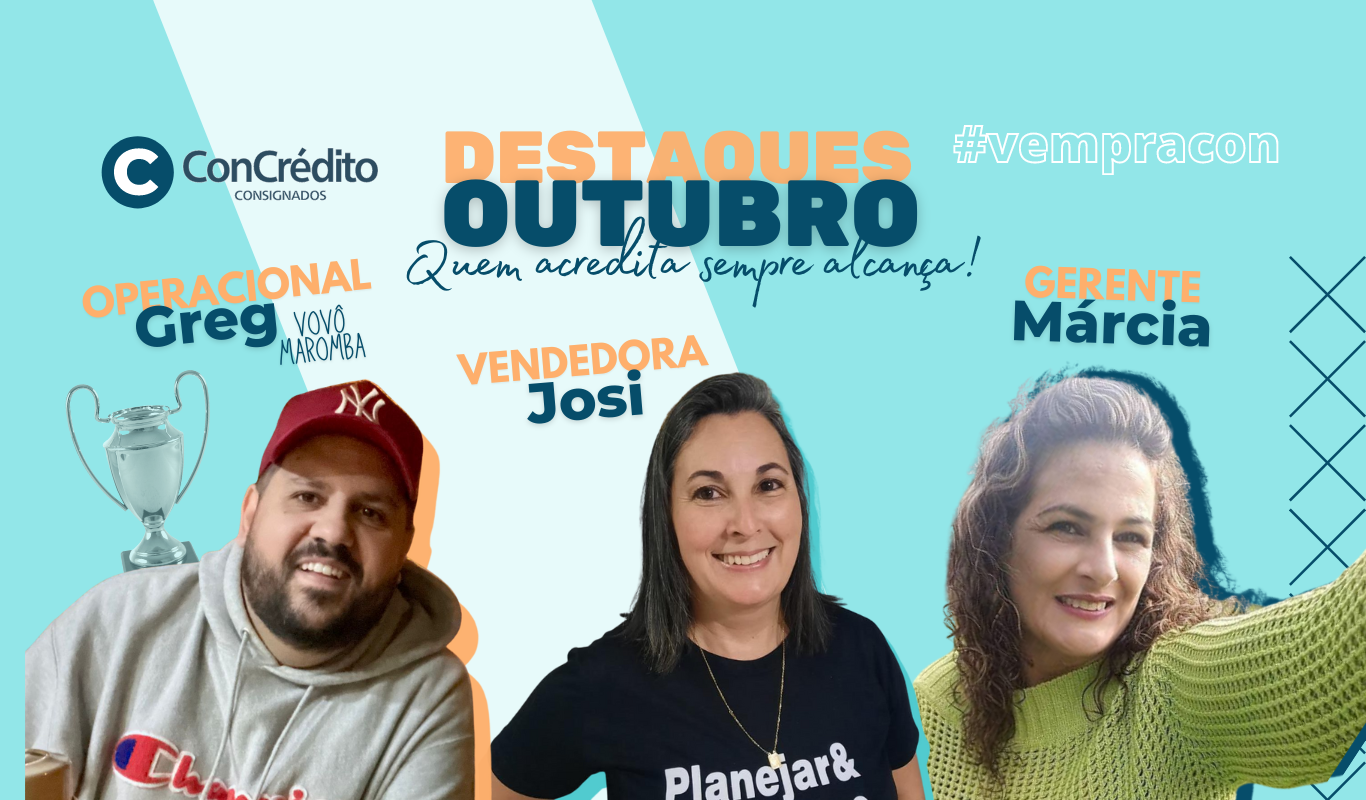 ConCrédito
CONSIGNADOS
DESTAQUES
OUTUBRO
Quem acredita sempre alcança!
#vempracon
OPERACIONAL
Greg
VOVÔ
MAROMBA
VENDEDORA
Josi
GERENTE
Márcia
NY
Planejar&